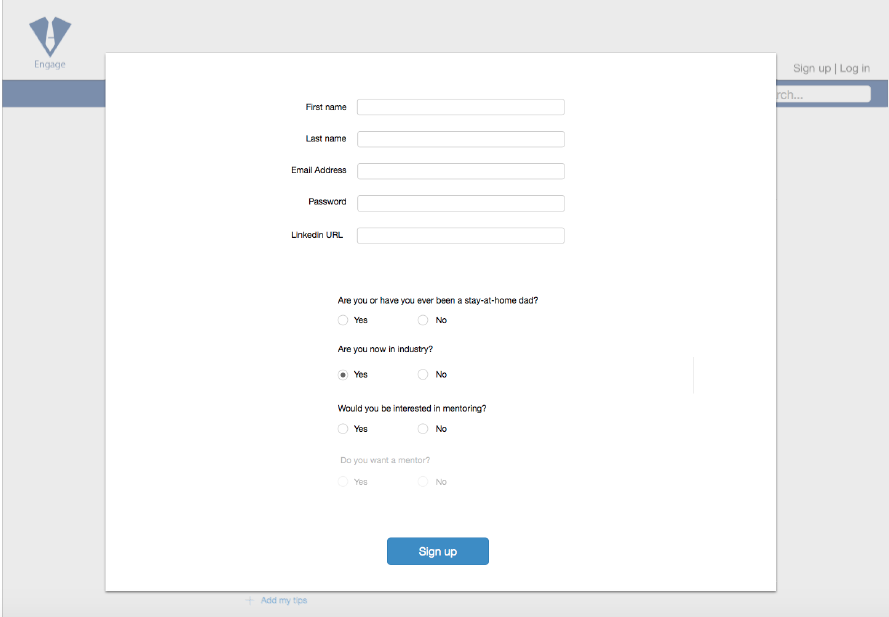 Engage
Sign up | Log in
rch...
First name
Last name
Email Address
Password
Linkedin URL
Are you or have you ever been a stay-at-home dad?
Yes No
Are you now in industry?
Yes No
Would you be interested in mentoring?
Yes No
Do you want a mentor?
Yes No
Sign up
+ Add my tips